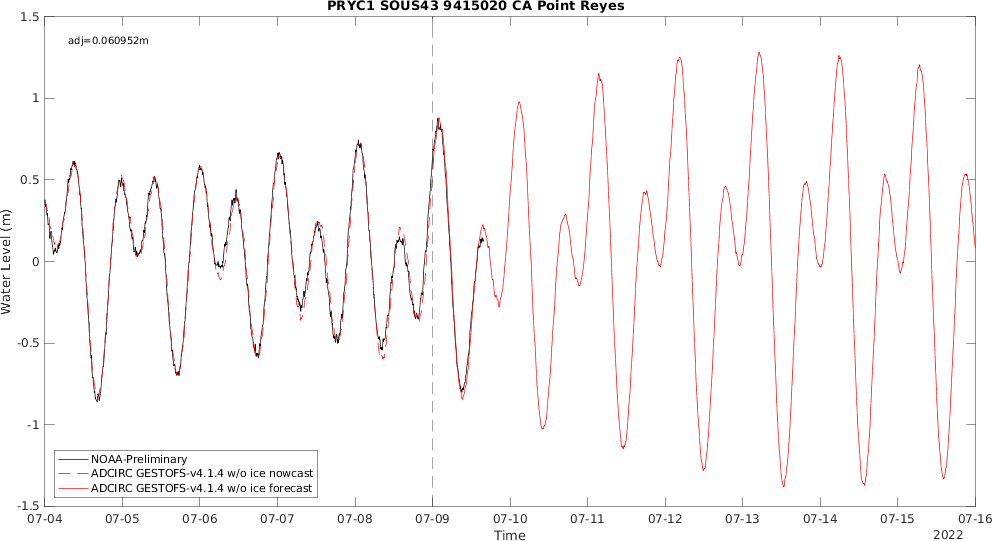 PRYC1 SOUS43 9415020 CA Point Reyes
adj=0.060952m
Water Level (m)
1.5
1
0.5
0
-0.5
-1
-1.5
NOAA-Preliminary
ADCIRC GESTOFS-v4.1.4 w/o ice nowcast
ADCIRC GESTOFS-v4.1.4 w/o ice forecast
07-04 07-05 07-06 07-07 07-08 07-09 07-10 07-11 07-12 07-13 07-14 07-15 07-16
Time
2022